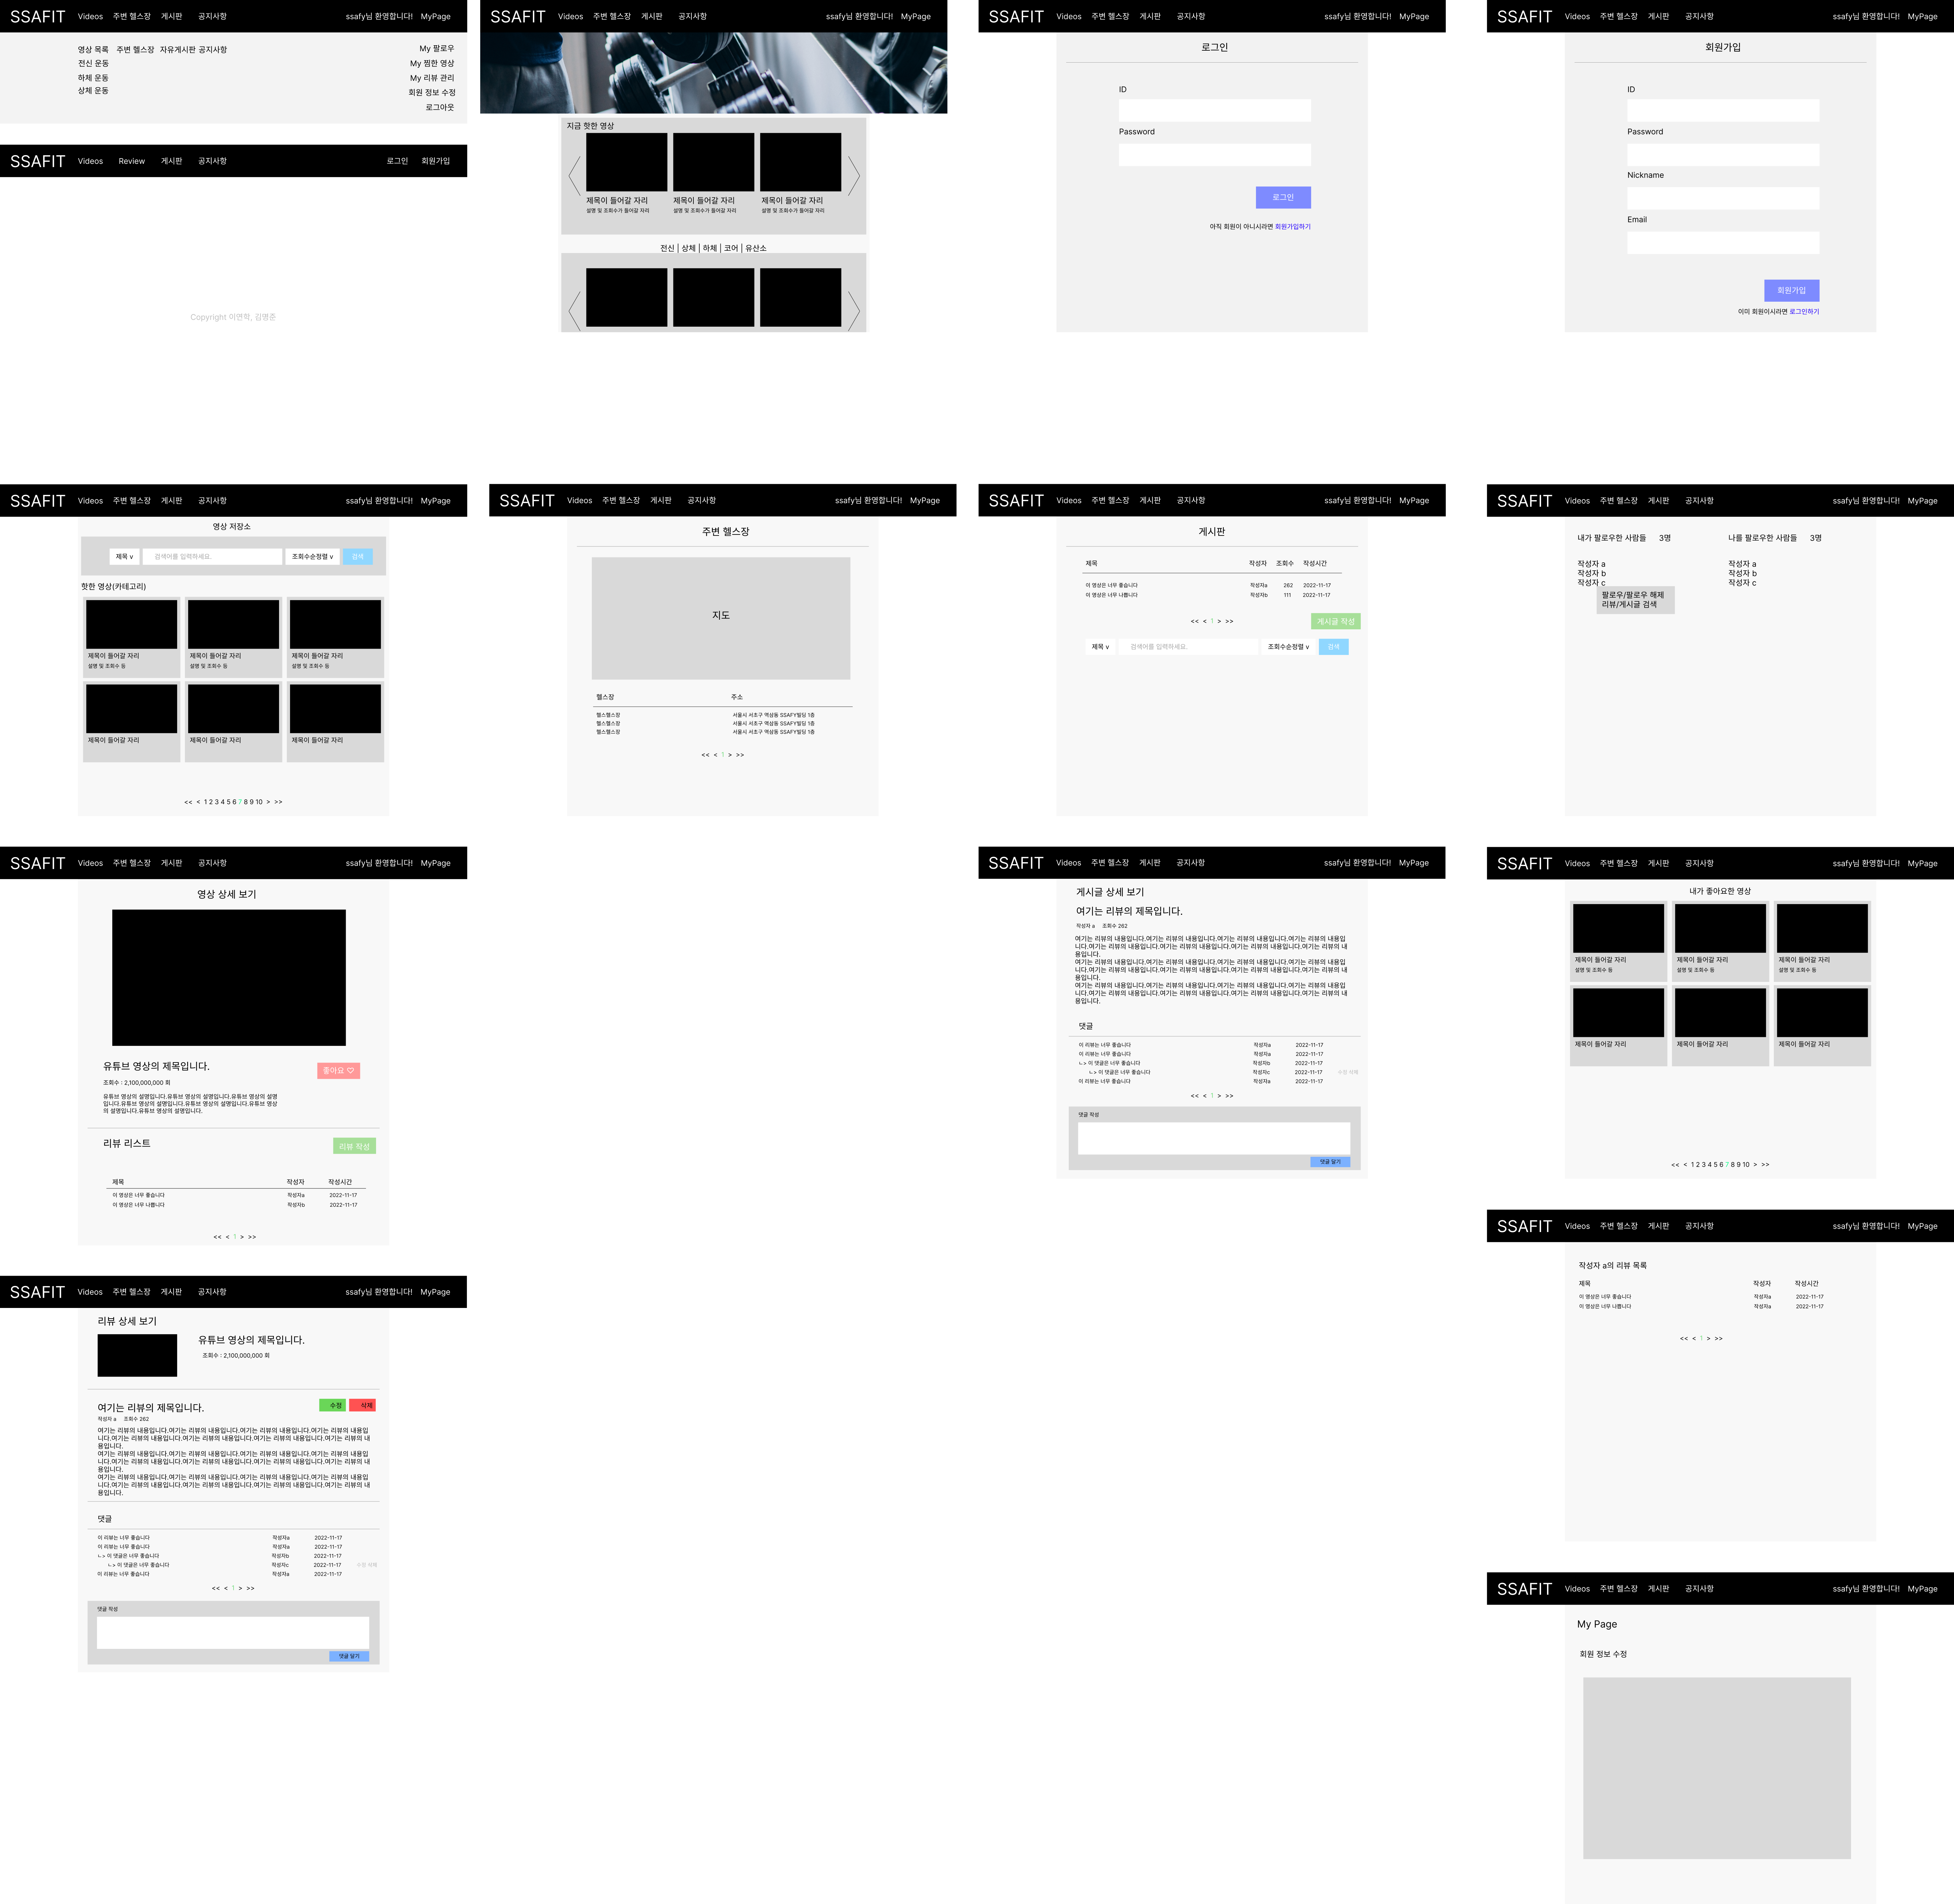 SSAFIT Videos 주변 헬스장 게시판 공지사항 ssafy님 환영합니다! MyPage
영상 목록 주변 헬스장 자유게시판 공지사항
전신 운동
하체 운동
상체 운동
My 팔로우
My 찜한 영상
My 리뷰 관리
회원 정보 수정
로그아웃
SSAFIT Videos Review 게시판 공지사항 로그인 회원가입
Copyright 이연학, 김명준
SSAFIT Videos 주변 헬스장 게시판 공지사항 ssafy님 환영합니다! MyPage
지금 핫한 영상
제목이 들어갈 자리 제목이 들어갈 자리 제목이 들어갈 자리
설명 및 조회수가 들어갈 자리 설명 및 조회수가 들어갈 자리 설명 및 조회수가 들어갈 자리
전신 | 상체 | 하체 | 코어 | 유산소
SSAFIT Videos 주변 헬스장 게시판 공지사항 ssafy님 환영합니다! MyPage
로그인
ID
Password
로그인
아직 회원이 아니시라면 회원가입하기
SSAFIT Videos 주변 헬스장 게시판 공지사항 ssafy님 환영합니다! MyPage
회원가입
ID
Password
Nickname
Email
회원가입
이미 회원이시라면 로그인하기
SSAFIT Videos 주변 헬스장 게시판 공지사항 ssafy님 환영합니다! MyPage
영상 저장소
제목 v 검색어를 입력하세요. 조회수순정렬 v 검색
핫한 영상(카테고리)
제목이 들어갈 자리 제목이 들어갈 자리 제목이 들어갈 자리
설명 및 조회수 등 설명 및 조회수 등 설명 및 조회수 등
제목이 들어갈 자리 제목이 들어갈 자리 제목이 들어갈 자리
<< < 1 2 3 4 5 6 7 8 9 10 > >>
SSAFIT Videos 주변 헬스장 게시판 공지사항 ssafy님 환영합니다! MyPage
주변 헬스장
지도
헬스장 주소
헬스헬스장 서울시 서초구 역삼동 SSAFY빌딩 1층
헬스헬스장 서울시 서초구 역삼동 SSAFY빌딩 1층
헬스헬스장 서울시 서초구 역삼동 SSAFY빌딩 1층
<< < 1 > >>
SSAFIT Videos 주변 헬스장 게시판 공지사항 ssafy님 환영합니다! MyPage
게시판
제목 작성자 조회수 작성시간
이 영상은 너무 좋습니다 작성자a 262 2022-11-17
이 영상은 너무 나쁩니다 작성자b 111 2022-11-17
<< < 1 > >>
게시글 작성
제목 v 검색어를 입력하세요. 조회수순정렬 v 검색
SSAFIT Videos 주변 헬스장 게시판 공지사항 ssafy님 환영합니다! MyPage
내가 팔로우한 사람들 3명 나를 팔로우한 사람들 3명
작성자 a 작성자 a
작성자 b 작성자 b
작성자 c 작성자 c
팔로우/팔로우 해제
리뷰/게시글 검색
SSAFIT Videos 주변 헬스장 게시판 공지사항 ssafy님 환영합니다! MyPage
영상 상세 보기
유튜브 영상의 제목입니다.
좋아요 ♡
조회수 : 2,100,000,000 회
유튜브 영상의 설명입니다.유튜브 영상의 설명입니다.유튜브 영상의 설명
입니다.유튜브 영상의 설명입니다.유튜브 영상의 설명입니다.유튜브 영상
의 설명입니다.유튜브 영상의 설명입니다.
리뷰 리스트
리뷰 작성
제목 작성자 작성시간
이 영상은 너무 좋습니다 작성자a 2022-11-17
이 영상은 너무 나쁩니다 작성자b 2022-11-17
<< < 1 > >>
SSAFIT Videos 주변 헬스장 게시판 공지사항 ssafy님 환영합니다! MyPage
게시글 상세 보기
여기는 리뷰의 제목입니다.
작성자 a 조회수 262
여기는 리뷰의 내용입니다.여기는 리뷰의 내용입니다.여기는 리뷰의 내용입니다.여기는 리뷰의 내용입
니다.여기는 리뷰의 내용입니다.여기는 리뷰의 내용입니다.여기는 리뷰의 내용입니다.여기는 리뷰의 내
용입니다.
여기는 리뷰의 내용입니다.여기는 리뷰의 내용입니다.여기는 리뷰의 내용입니다.여기는 리뷰의 내용입
니다.여기는 리뷰의 내용입니다.여기는 리뷰의 내용입니다.여기는 리뷰의 내용입니다.여기는 리뷰의 내
용입니다.
여기는 리뷰의 내용입니다.여기는 리뷰의 내용입니다.여기는 리뷰의 내용입니다.여기는 리뷰의 내용입
니다.여기는 리뷰의 내용입니다.여기는 리뷰의 내용입니다.여기는 리뷰의 내용입니다.여기는 리뷰의 내
용입니다.
댓글
이 리뷰는 너무 좋습니다 작성자a 2022-11-17
이 리뷰는 너무 좋습니다 작성자a 2022-11-17
ㄴ> 이 댓글은 너무 좋습니다 작성자b 2022-11-17
ㄴ> 이 댓글은 너무 좋습니다 작성자c 2022-11-17 수정 삭제
이 리뷰는 너무 좋습니다 작성자a 2022-11-17
<< < 1 > >>
댓글 작성
댓글 달기
SSAFIT Videos 주변 헬스장 게시판 공지사항 ssafy님 환영합니다! MyPage
내가 좋아요한 영상
제목이 들어갈 자리 제목이 들어갈 자리 제목이 들어갈 자리
설명 및 조회수 등 설명 및 조회수 등 설명 및 조회수 등
제목이 들어갈 자리 제목이 들어갈 자리 제목이 들어갈 자리
<< < 1 2 3 4 5 6 7 8 9 10 > >>
SSAFIT Videos 주변 헬스장 게시판 공지사항 ssafy님 환영합니다! MyPage
작성자 a의 리뷰 목록
제목 작성자 작성시간
이 영상은 너무 좋습니다 작성자a 2022-11-17
이 영상은 너무 나쁩니다 작성자a 2022-11-17
<< < 1 > >>
SSAFIT Videos 주변 헬스장 게시판 공지사항 ssafy님 환영합니다! MyPage
리뷰 상세 보기
유튜브 영상의 제목입니다.
조회수 : 2,100,000,000 회
여기는 리뷰의 제목입니다.
수정 삭제
작성자 a 조회수 262
여기는 리뷰의 내용입니다.여기는 리뷰의 내용입니다.여기는 리뷰의 내용입니다.여기는 리뷰의 내용입
니다.여기는 리뷰의 내용입니다.여기는 리뷰의 내용입니다.여기는 리뷰의 내용입니다.여기는 리뷰의 내
용입니다.
여기는 리뷰의 내용입니다.여기는 리뷰의 내용입니다.여기는 리뷰의 내용입니다.여기는 리뷰의 내용입
니다.여기는 리뷰의 내용입니다.여기는 리뷰의 내용입니다.여기는 리뷰의 내용입니다.여기는 리뷰의 내
용입니다.
여기는 리뷰의 내용입니다.여기는 리뷰의 내용입니다.여기는 리뷰의 내용입니다.여기는 리뷰의 내용입
니다.여기는 리뷰의 내용입니다.여기는 리뷰의 내용입니다.여기는 리뷰의 내용입니다.여기는 리뷰의 내
용입니다.
댓글
이 리뷰는 너무 좋습니다 작성자a 2022-11-17
이 리뷰는 너무 좋습니다 작성자a 2022-11-17
ㄴ> 이 댓글은 너무 좋습니다 작성자b 2022-11-17
ㄴ> 이 댓글은 너무 좋습니다 작성자c 2022-11-17 수정 삭제
이 리뷰는 너무 좋습니다 작성자a 2022-11-17
<< < 1 > >>
댓글 작성
댓글 달기
SSAFIT Videos 주변 헬스장 게시판 공지사항 ssafy님 환영합니다! MyPage
My Page
회원 정보 수정